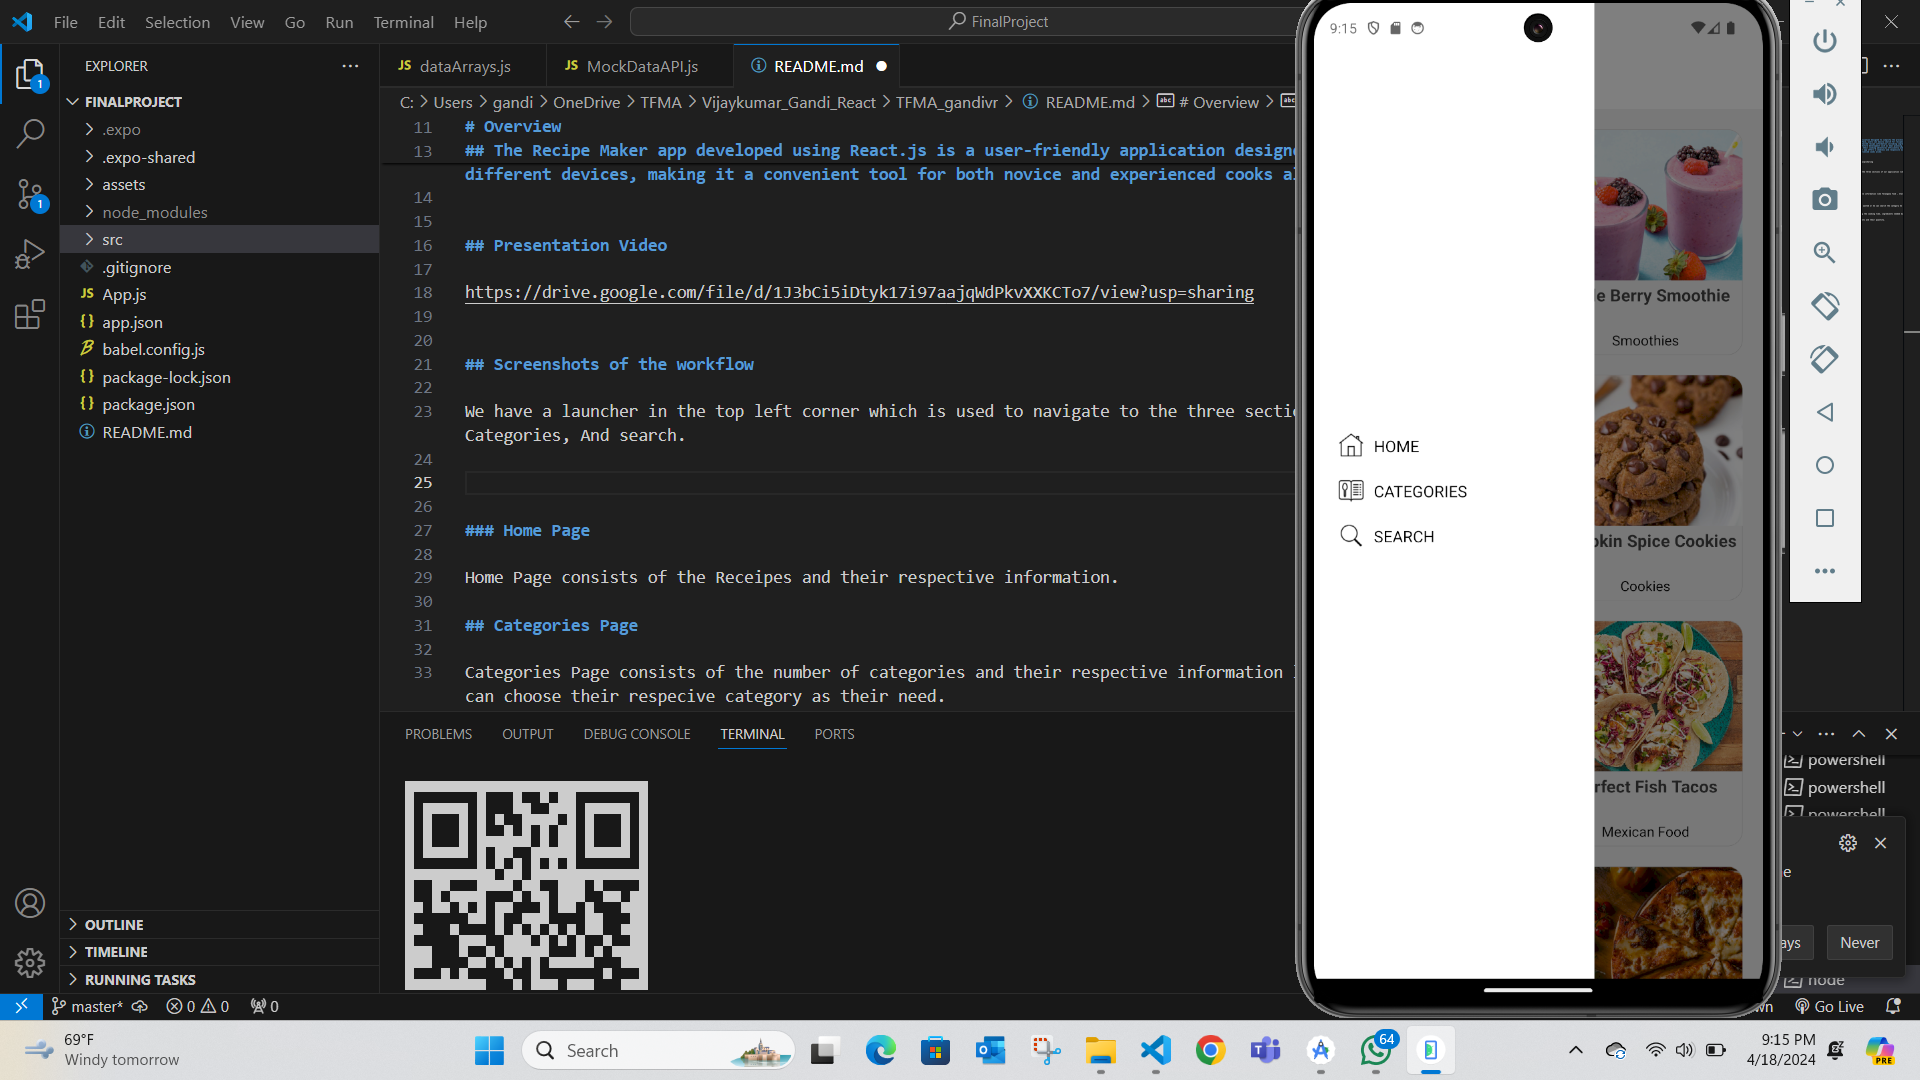 File Edit Selection View Go Run Terminal Help
FinalProject
EXPLORER
FINALPROJECT
.expo
.expo-shared
assets
node_modules
src
.gitignore
JS App.js
{} app.json
babel.config.js
{} package-lock.json
{} package.json
README.md
OUTLINE
TIMELINE
RUNNING TASKS
JS dataArrays.js
JS MockDataAPI.js
README.md
C: > Users > gandi > OneDrive > TFMA > Vijaykumar_Gandi_React > TFMA_gandivr > README.md > # Overview >
11 # Overview
13 ## The Recipe Maker app developed using React.js is a user-friendly application
different devices, making it a convenient tool for both novice and experienced cooks
14
15
16 ## Presentation Video
17
18 https://drive.google.com/file/d/1J3bCi5iDtyk17i97aajqWdPkvXXKCTo7/view?usp=sharing
19
20
21 ## Screenshots of the workflow
22
23 We have a launcher in the top left corner which is used to navigate to the three
Categories, And search.
24
25
26
27 ### Home Page
28
29 Home Page consists of the Receipes and their respective information.
30
31 ## Categories Page
32
33 Categories Page consists of the number of categories and their respective information
can choose their respecive category as their need.
PROBLEMS OUTPUT DEBUG CONSOLE TERMINAL PORTS
powershell
powershell
powershell
node
Never
9:15
HOME
CATEGORIES
SEARCH
Berry Smoothie
Smoothies
Spice Cookies
Cookies
Fish Tacos
Mexican Food
master* 0 0 0
Go Live
69°F
Windy tomorrow
Search
64
PRE
9:15 PM
4/18/2024